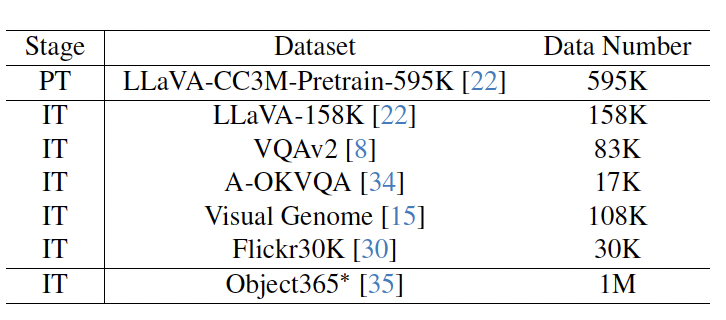 Stage Dataset Data Number
PT LLaVA-CC3M-Pretrain-595K [22] 595K
IT LLaVA-158K [22] 158K
IT VQAv2 [8] 83K
IT A-OKVQA [34] 17K
IT Visual Genome [15] 108K
IT Flickr30K [30] 30K
IT Object365* [35] 1M